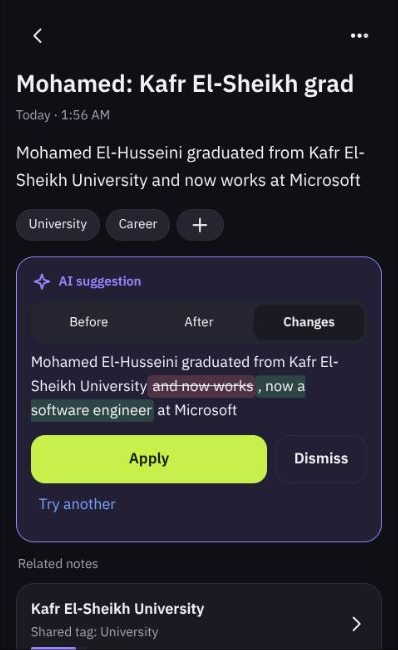 Mohamed: Kafr El-Sheikh grad
Today · 1:56 AM
Mohamed El-Husseini graduated from Kafr El-
Sheikh University and now works at Microsoft
University Career +
AI suggestion
Before After Changes
Mohamed El-Husseini graduated from Kafr El-
Sheikh University and now works , now a
software engineer at Microsoft
Apply Dismiss
Try another
Related notes
Kafr El-Sheikh University
Shared tag: University